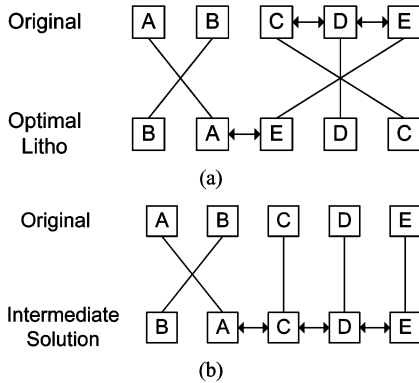 Original A B C D E
Optimal Litho B A E D C
(a)
Original A B C D E
Intermediate Solution B A C D E
(b)